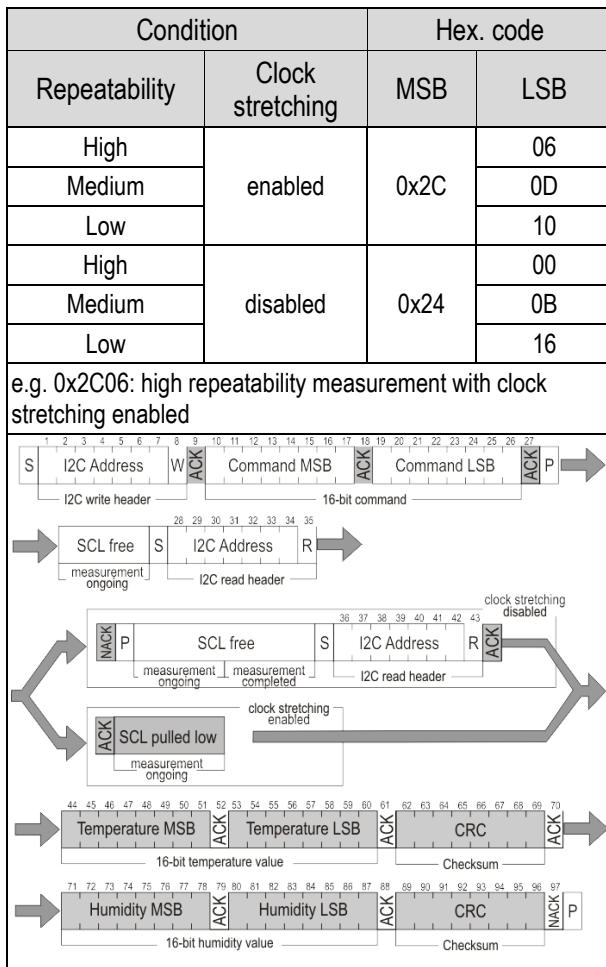 Condition Hex. code
Repeatability Clock stretching MSB LSB
High enabled 0x2C 06
Medium 0D
Low 10
High disabled 0x24 00
Medium 0B
Low 16
e.g. 0x2C06: high repeatability measurement with clock
stretching enabled
1 2 3 4 5 6 7 8 9 10 11 12 13 14 15 16 17 18 19 20 21 22 23 24 25 26 27
S I2C Address W ACK Command MSB ACK Command LSB ACK P
I2C write header 16-bit command
28 29 30 31 32 33 34 35
SCL free S I2C Address R
measurement ongoing I2C read header
clock stretching
disabled
36 37 38 39 40 41 42 43
NACK P SCL free S I2C Address R ACK
measurement ongoing measurement completed I2C read header
clock stretching
enabled
ACK SCL pulled low
measurement
ongoing
44 45 46 47 48 49 50 51 52 53 54 55 56 57 58 59 60 61 62 63 64 65 66 67 68 69 70
Temperature MSB ACK Temperature LSB ACK CRC ACK
16-bit temperature value Checksum
71 72 73 74 75 76 77 78 79 80 81 82 83 84 85 86 87 88 89 90 91 92 93 94 95 96 97
Humidity MSB ACK Humidity LSB ACK CRC NACK P
16-bit humidity value Checksum